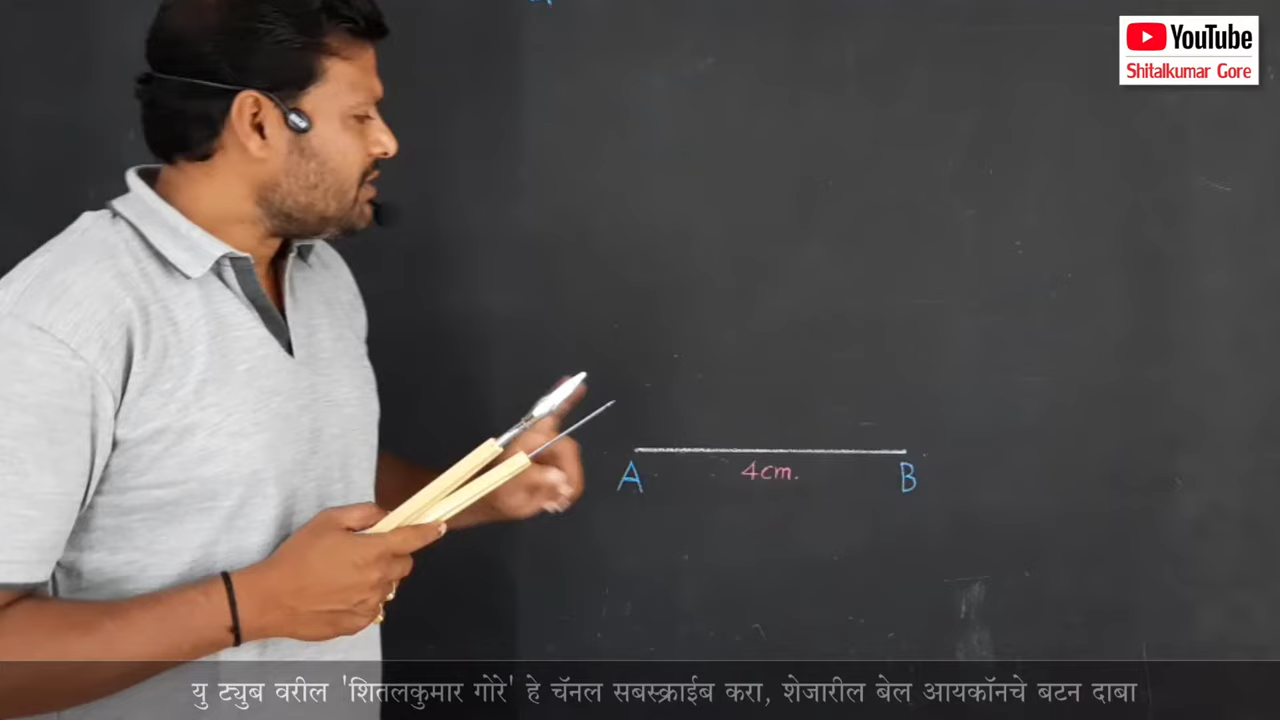 YouTube
Shitalkumar Gore
A 4cm. B
यु ट्युब वरील 'शितलकुमार गोरे' हे चॅनल सबस्क्राईब करा, शेजारील बेल आयकॉनचे बटन दाबा